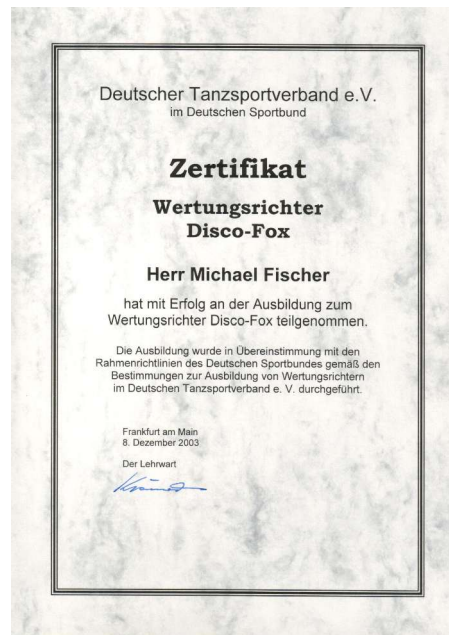 Deutscher Tanzsportverband e.V.
im Deutschen Sportbund
Zertifikat
Wertungsrichter
Disco-Fox
Herr Michael Fischer
hat mit Erfolg an der Ausbildung zum
Wertungsrichter Disco-Fox teilgenommen.
Die Ausbildung wurde in Übereinstimmung mit den
Rahmenrichtlinien des Deutschen Sportbundes gemäß den
Bestimmungen zur Ausbildung von Wertungsrichtern
im Deutschen Tanzsportverband e. V. durchgeführt.
Frankfurt am Main
8. Dezember 2003
Der Lehrwart